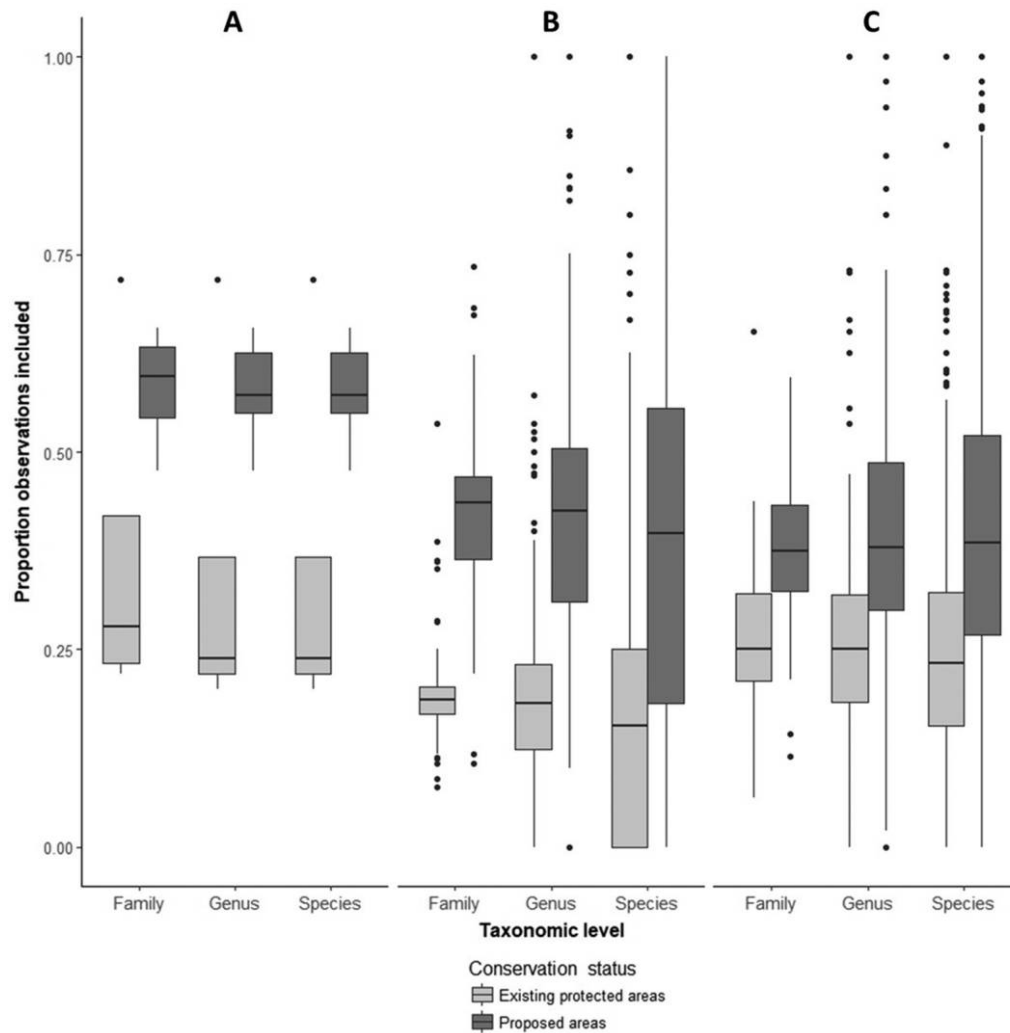 A B C
Proportion observations included
1.00
0.75
0.50
0.25
0.00
Family Genus Species Family Genus Species Family Genus Species
Taxonomic level
Conservation status
Existing protected areas
Proposed areas